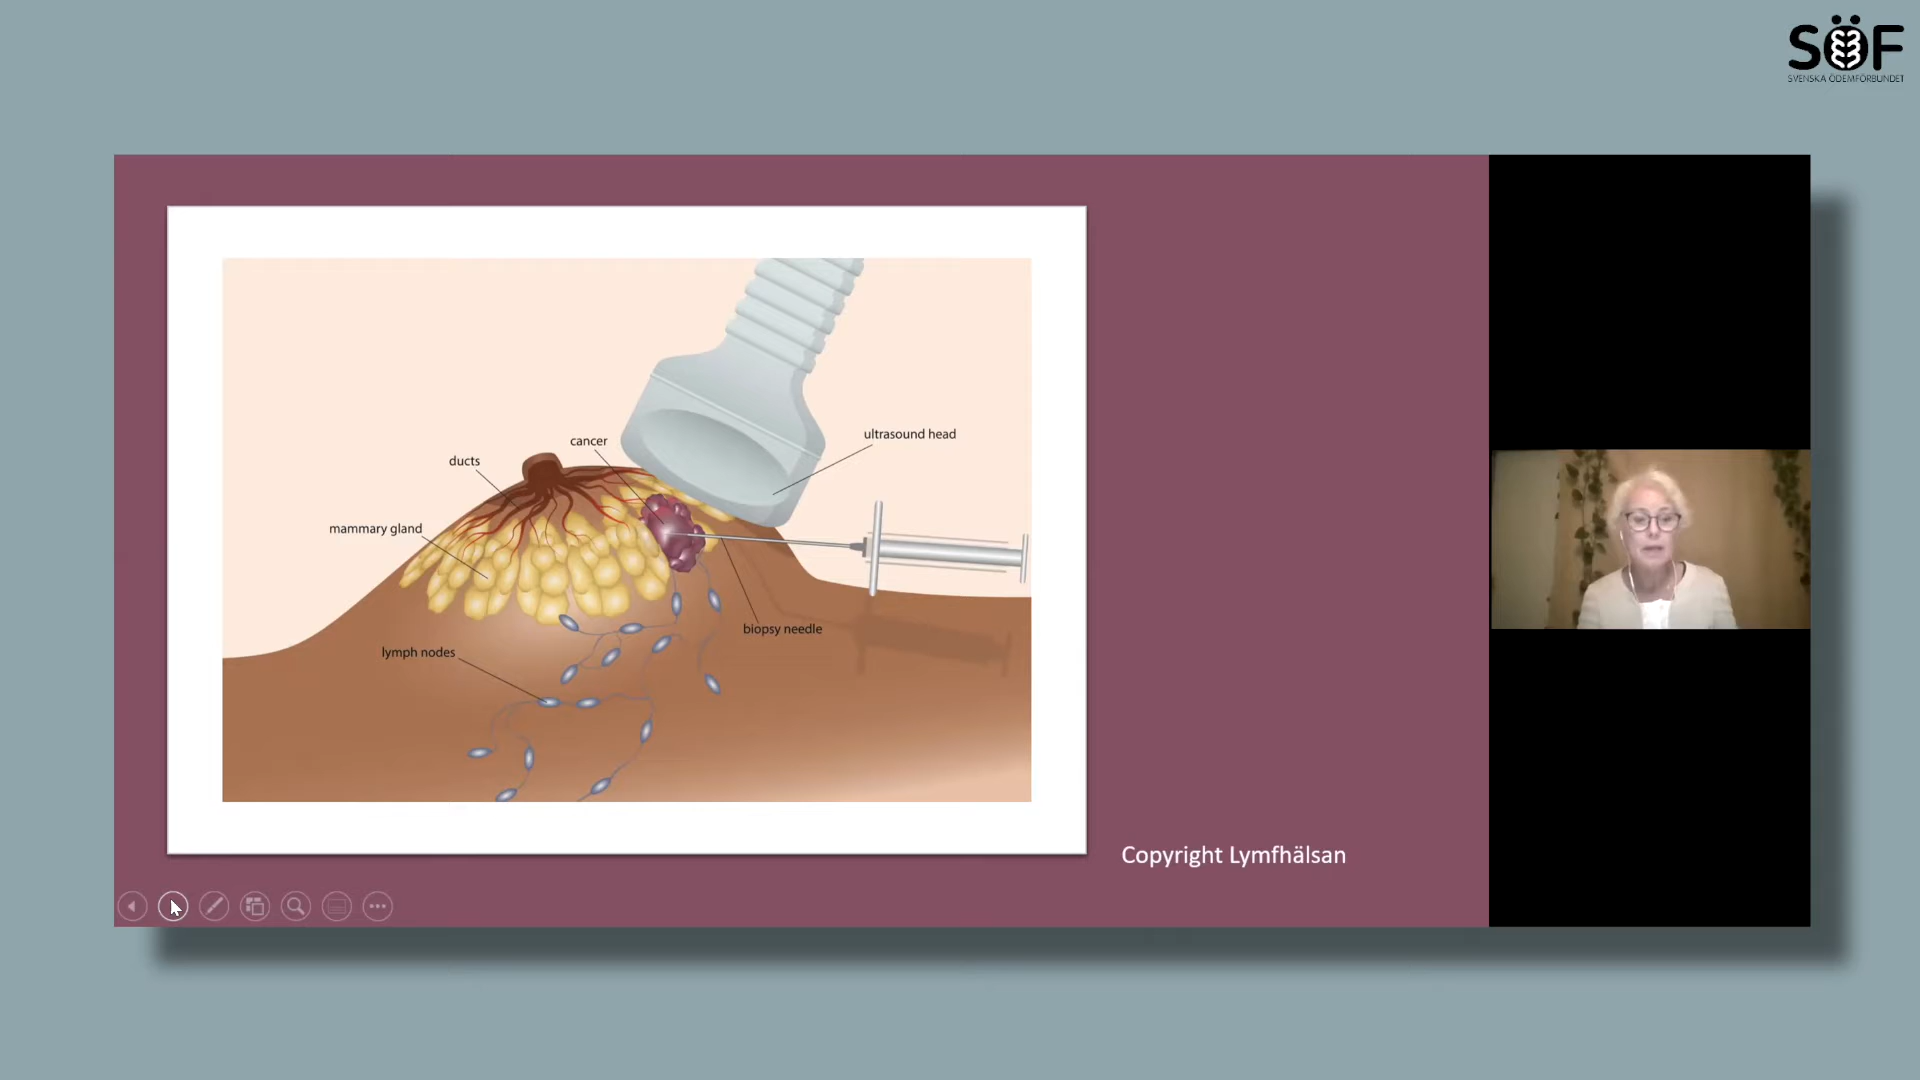 SÖF
SVENSKA ÖDEMFÖRBUNDET
ultrasound head
cancer
ducts
mammary gland
biopsy needle
lymph nodes
Copyright Lymfhälsan